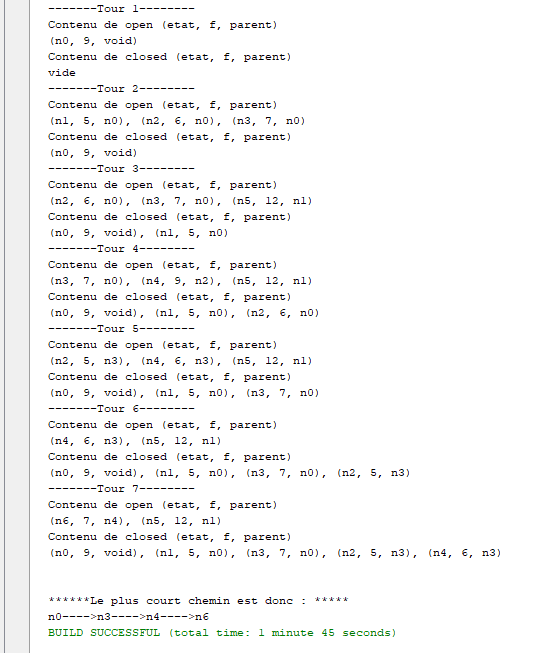 -------Tour 1--------
Contenu de open (etat, f, parent)
(n0, 9, void)
Contenu de closed (etat, f, parent)
vide
-------Tour 2--------
Contenu de open (etat, f, parent)
(n1, 5, n0), (n2, 6, n0), (n3, 7, n0)
Contenu de closed (etat, f, parent)
(n0, 9, void)
-------Tour 3--------
Contenu de open (etat, f, parent)
(n2, 6, n0), (n3, 7, n0), (n5, 12, n1)
Contenu de closed (etat, f, parent)
(n0, 9, void), (n1, 5, n0)
-------Tour 4--------
Contenu de open (etat, f, parent)
(n3, 7, n0), (n4, 9, n2), (n5, 12, n1)
Contenu de closed (etat, f, parent)
(n0, 9, void), (n1, 5, n0), (n2, 6, n0)
-------Tour 5--------
Contenu de open (etat, f, parent)
(n2, 5, n3), (n4, 6, n3), (n5, 12, n1)
Contenu de closed (etat, f, parent)
(n0, 9, void), (n1, 5, n0), (n3, 7, n0)
-------Tour 6--------
Contenu de open (etat, f, parent)
(n4, 6, n3), (n5, 12, n1)
Contenu de closed (etat, f, parent)
(n0, 9, void), (n1, 5, n0), (n3, 7, n0), (n2, 5, n3)
-------Tour 7--------
Contenu de open (etat, f, parent)
(n6, 7, n4), (n5, 12, n1)
Contenu de closed (etat, f, parent)
(n0, 9, void), (n1, 5, n0), (n3, 7, n0), (n2, 5, n3), (n4, 6, n3)
******Le plus court chemin est donc : *****
n0---->n3---->n4---->n6
BUILD SUCCESSFUL (total time: 1 minute 45 seconds)